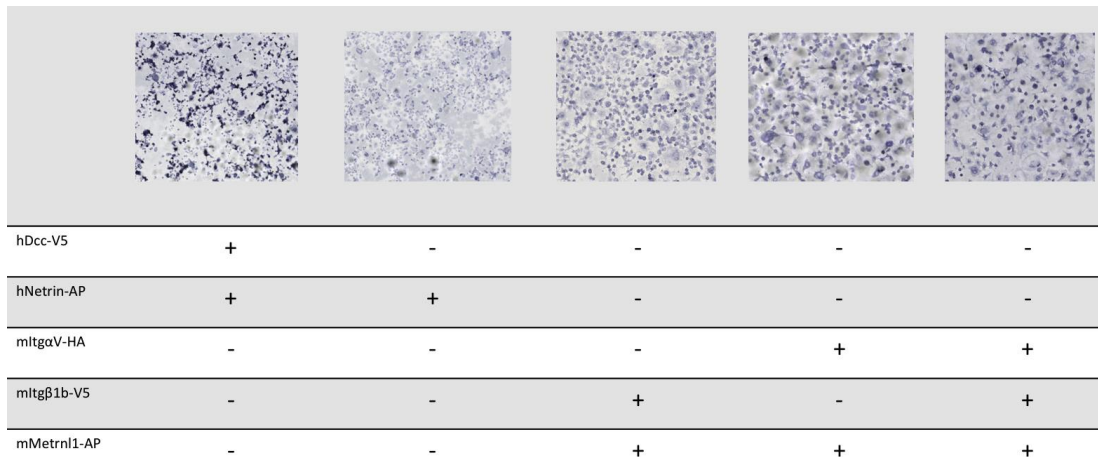 hDcc-V5 + - - - -
hNetrin-AP + + - - -
mItgαV-HA - - - + +
mItgβ1b-V5 - - + - +
mMetrnl1-AP - - + + +